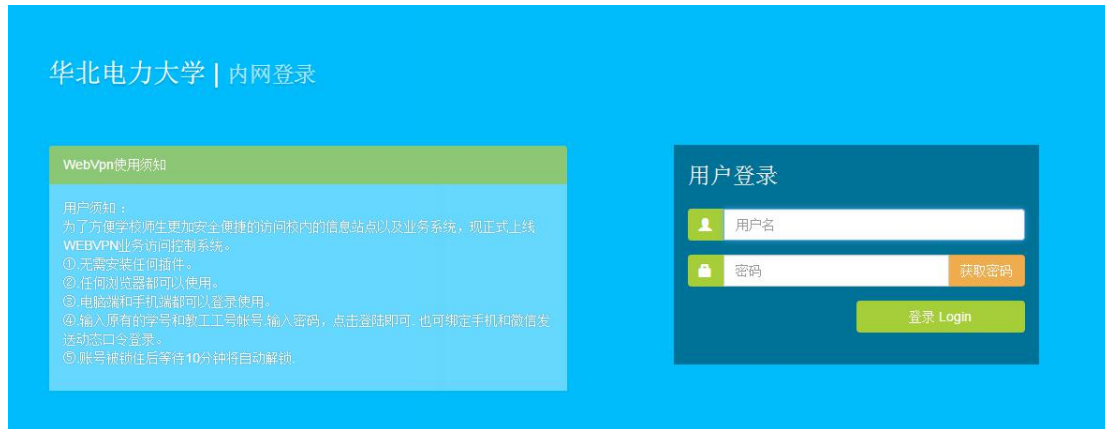 华北电力大学 | 内网登录
WebVpn使用须知
用户须知：
为了方便学校师生更加安全便捷的访问校内的信息站点以及业务系统，现正式上线
WEBVPN业务访问控制系统。
①.无需安装任何插件。
②.任何浏览器都可以使用。
③.电脑端和手机端都可以登录使用。
④.输入原有的学号和教工工号帐号.输入密码，点击登陆即可.也可绑定手机和微信发
送动态口令登录。
⑤.账号被锁住后等待10分钟将自动解锁.
用户登录
用户名
密码
获取密码
登录 Login